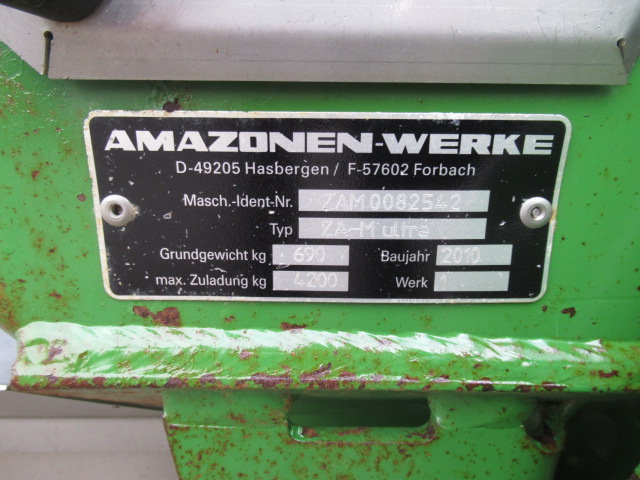 AMAZONEN-WERKE
D-49205 Hasbergen / F-57602 Forbach
Masch.-Ident-Nr. ZAM0082542
Typ ZA-M ultra
Grundgewicht kg 690 Baujahr 2010
max. Zuladung kg 4200 Werk 1